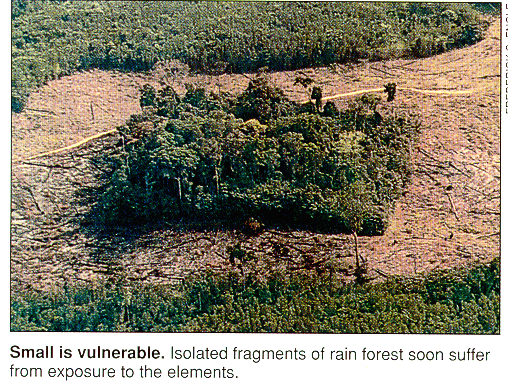 Small is vulnerable. Isolated fragments of rain forest soon suffer
from exposure to the elements.